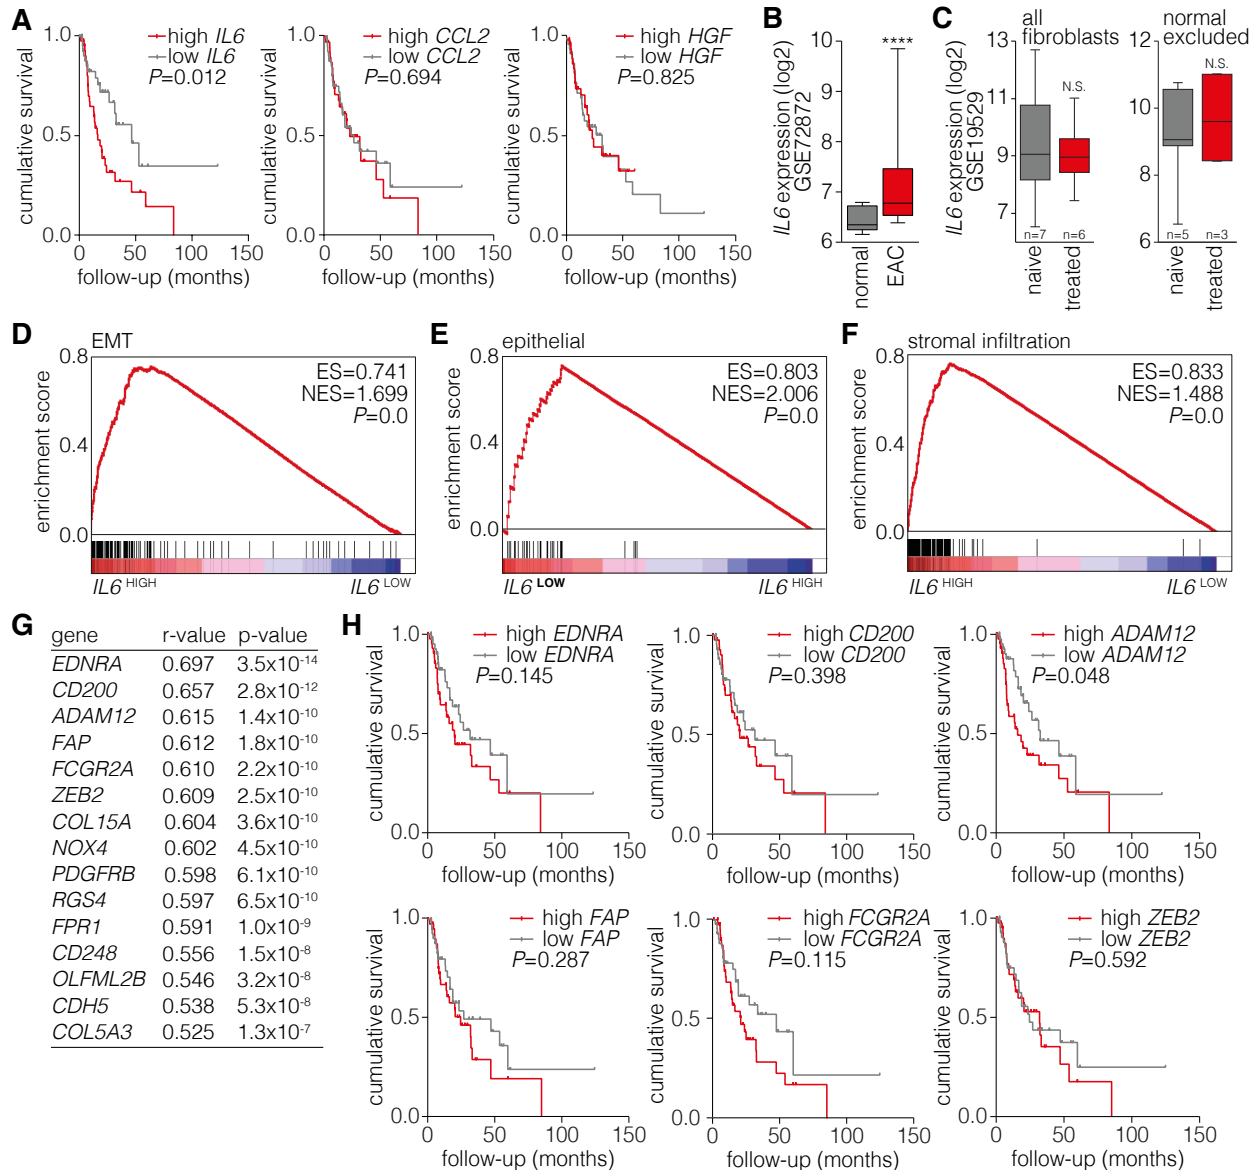 A
cumulative survival
1.0
0.5
0.0
0 50 100 150
follow-up (months)
high IL6
low IL6
P=0.012
cumulative survival
1.0
0.5
0.0
0 50 100 150
follow-up (months)
high CCL2
low CCL2
P=0.694
cumulative survival
1.0
0.5
0.0
0 50 100 150
follow-up (months)
high HGF
low HGF
P=0.825
B
IL6 expression (log2)
GSE72872
10
9
8
7
6
****
normal
EAC
C
IL6 expression (log2)
GSE19529
all
fibroblasts
13
11
9
7
N.S.
n=7 n=6
naive
treated
normal
excluded
12
10
8
6
N.S.
n=5 n=3
naive
treated
D
EMT
enrichment score
0.8
0.4
0.0
ES=0.741
NES=1.699
P=0.0
IL6 HIGH IL6 LOW
E
epithelial
enrichment score
0.8
0.4
0.0
ES=0.803
NES=2.006
P=0.0
IL6 LOW IL6 HIGH
F
stromal infiltration
enrichment score
0.8
0.4
0.0
ES=0.833
NES=1.488
P=0.0
IL6 HIGH IL6 LOW
G
gene r-value p-value
EDNRA 0.697 3.5x10-14
CD200 0.657 2.8x10-12
ADAM12 0.615 1.4x10-10
FAP 0.612 1.8x10-10
FCGR2A 0.610 2.2x10-10
ZEB2 0.609 2.5x10-10
COL15A 0.604 3.6x10-10
NOX4 0.602 4.5x10-10
PDGFRB 0.598 6.1x10-10
RGS4 0.597 6.5x10-10
FPR1 0.591 1.0x10-9
CD248 0.556 1.5x10-8
OLFML2B 0.546 3.2x10-8
CDH5 0.538 5.3x10-8
COL5A3 0.525 1.3x10-7
H
cumulative survival
1.0
0.5
0.0
0 50 100 150
follow-up (months)
high EDNRA
low EDNRA
P=0.145
cumulative survival
1.0
0.5
0.0
0 50 100 150
follow-up (months)
high CD200
low CD200
P=0.398
cumulative survival
1.0
0.5
0.0
0 50 100 150
follow-up (months)
high ADAM12
low ADAM12
P=0.048
cumulative survival
1.0
0.5
0.0
0 50 100 150
follow-up (months)
high FAP
low FAP
P=0.287
cumulative survival
1.0
0.5
0.0
0 50 100 150
follow-up (months)
high FCGR2A
low FCGR2A
P=0.115
cumulative survival
1.0
0.5
0.0
0 50 100 150
follow-up (months)
high ZEB2
low ZEB2
P=0.592